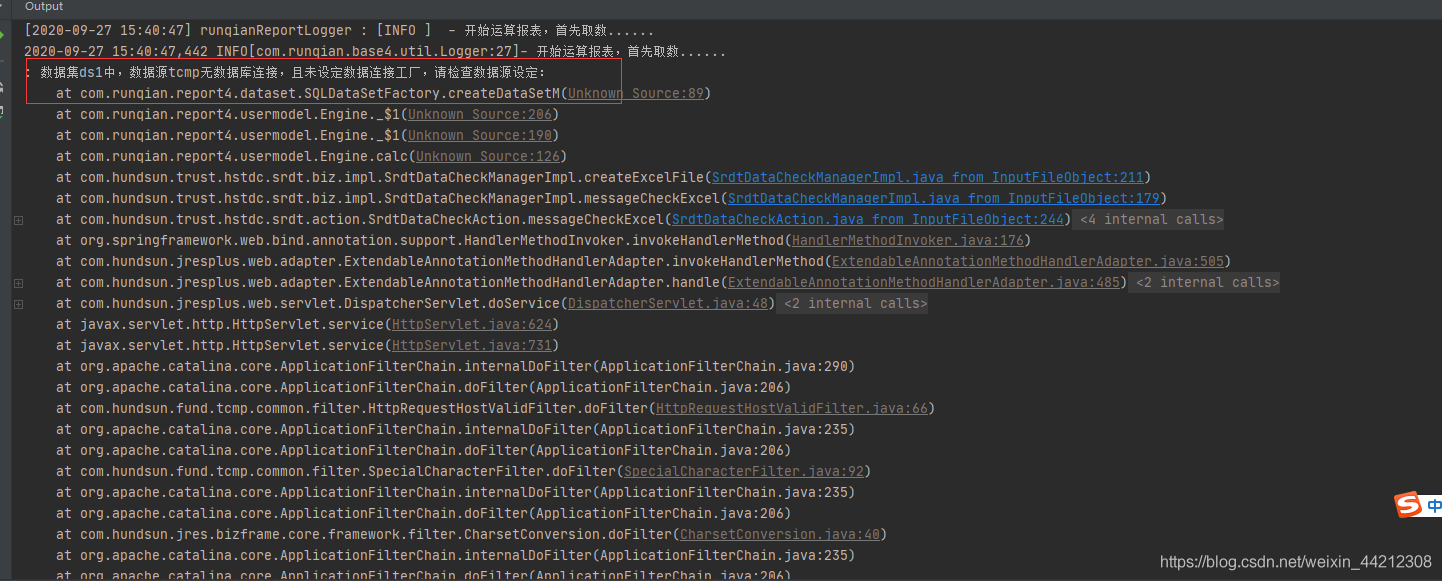 Output
[2020-09-27 15:40:47] runqianReportLogger : [INFO ]  - 开始运算报表，首先取数......
2020-09-27 15:40:47,442 INFO[com.runqian.base4.util.Logger:27]- 开始运算报表，首先取数......
: 数据集ds1中，数据源tcmp无数据库连接，且未设定数据连接工厂，请检查数据源设定:
at com.runqian.report4.dataset.SQLDataSetFactory.createDataSetM(Unknown Source:89)
at com.runqian.report4.usermodel.Engine._$1(Unknown Source:206)
at com.runqian.report4.usermodel.Engine._$1(Unknown Source:190)
at com.runqian.report4.usermodel.Engine.calc(Unknown Source:126)
at com.hundsun.trust.hstdc.srdt.biz.impl.SrdtDataCheckManagerImpl.createExcelFile(SrdtDataCheckManagerImpl.java from InputFileObject:211)
at com.hundsun.trust.hstdc.srdt.biz.impl.SrdtDataCheckManagerImpl.messageCheckExcel(SrdtDataCheckManagerImpl.java from InputFileObject:179)
at com.hundsun.trust.hstdc.srdt.action.SrdtDataCheckAction.messageCheckExcel(SrdtDataCheckAction.java from InputFileObject:244) <4 internal calls>
at org.springframework.web.bind.annotation.support.HandlerMethodInvoker.invokeHandlerMethod(HandlerMethodInvoker.java:176)
at com.hundsun.jresplus.web.adapter.ExtendableAnnotationMethodHandlerAdapter.invokeHandlerMethod(ExtendableAnnotationMethodHandlerAdapter.java:505)
at com.hundsun.jresplus.web.adapter.ExtendableAnnotationMethodHandlerAdapter.handle(ExtendableAnnotationMethodHandlerAdapter.java:485) <2 internal calls>
at com.hundsun.jresplus.web.servlet.DispatcherServlet.doService(DispatcherServlet.java:48) <2 internal calls>
at javax.servlet.http.HttpServlet.service(HttpServlet.java:624)
at javax.servlet.http.HttpServlet.service(HttpServlet.java:731)
at org.apache.catalina.core.ApplicationFilterChain.internalDoFilter(ApplicationFilterChain.java:290)
at org.apache.catalina.core.ApplicationFilterChain.doFilter(ApplicationFilterChain.java:206)
at com.hundsun.fund.tcmp.common.filter.HttpRequestHostValidFilter.doFilter(HttpRequestHostValidFilter.java:66)
at org.apache.catalina.core.ApplicationFilterChain.internalDoFilter(ApplicationFilterChain.java:235)
at org.apache.catalina.core.ApplicationFilterChain.doFilter(ApplicationFilterChain.java:206)
at com.hundsun.fund.tcmp.common.filter.SpecialCharacterFilter.doFilter(SpecialCharacterFilter.java:92)
at org.apache.catalina.core.ApplicationFilterChain.internalDoFilter(ApplicationFilterChain.java:235)
at org.apache.catalina.core.ApplicationFilterChain.doFilter(ApplicationFilterChain.java:206)
at com.hundsun.jres.bizframe.core.framework.filter.CharsetConversion.doFilter(CharsetConversion.java:40)
at org.apache.catalina.core.ApplicationFilterChain.internalDoFilter(ApplicationFilterChain.java:235)
at org.apache.catalina.core.ApplicationFilterChain.doFilter(ApplicationFilterChain.java:206)
中
https://blog.csdn.net/weixin_44212308